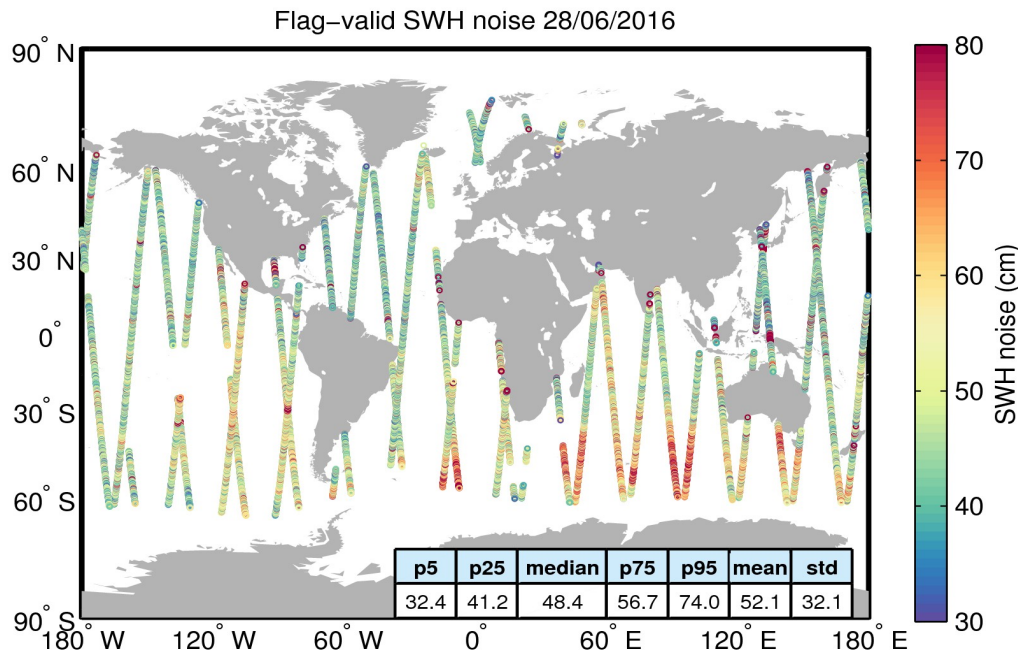 Flag−valid SWH noise 28/06/2016
90° N
60° N
30° N
0°
30° S
60° S
90° S
180° W
120° W
60° W
0°
60° E
120° E
180° E
p5 p25 median p75 p95 mean std
32.4 41.2 48.4 56.7 74.0 52.1 32.1
80
70
60
50
40
30
SWH noise (cm)